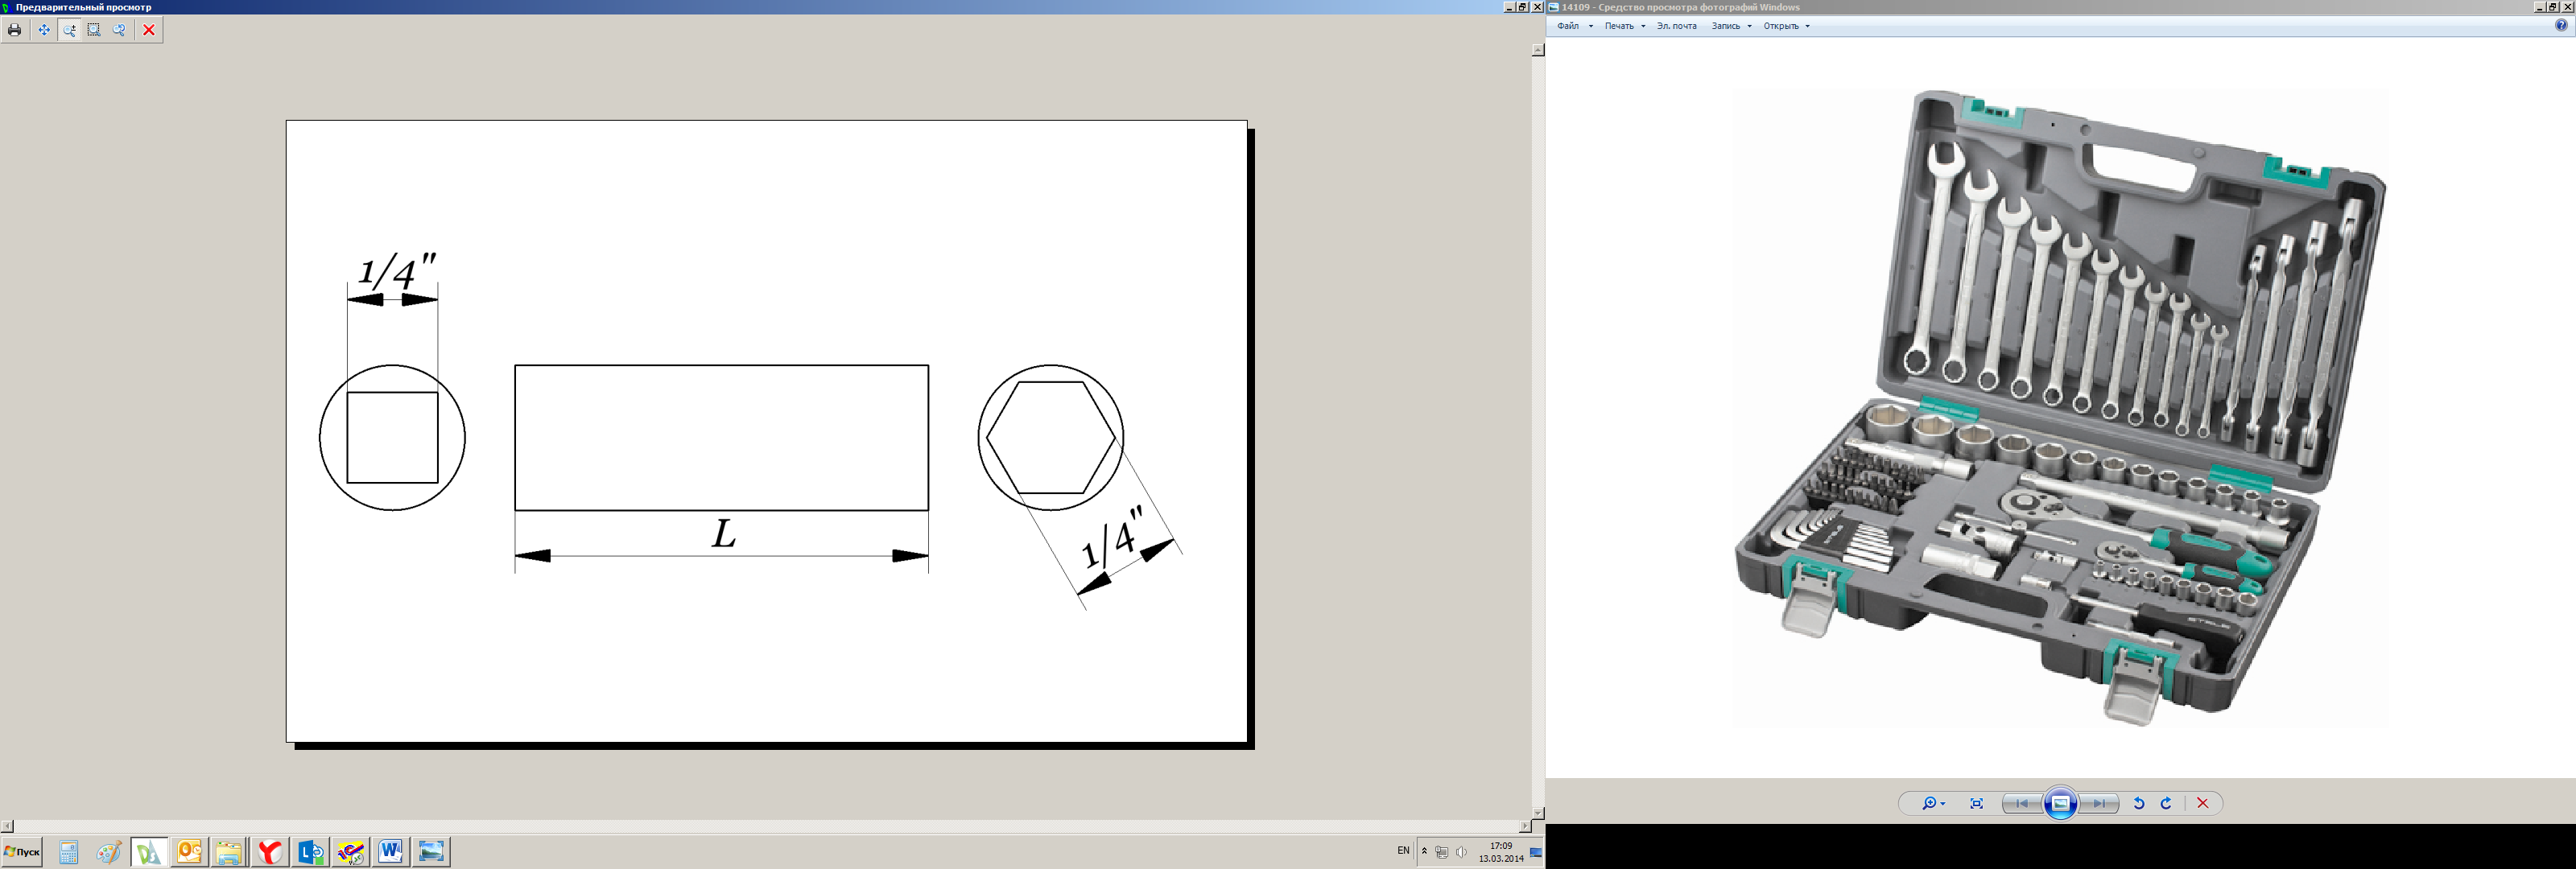 Предварительный просмотр
1/4"
L
1/4"
Пуск
EN
17:09
13.03.2014
14109 - Средство просмотра фотографий Windows
Файл Печать Эл. почта Запись Открыть
STELS